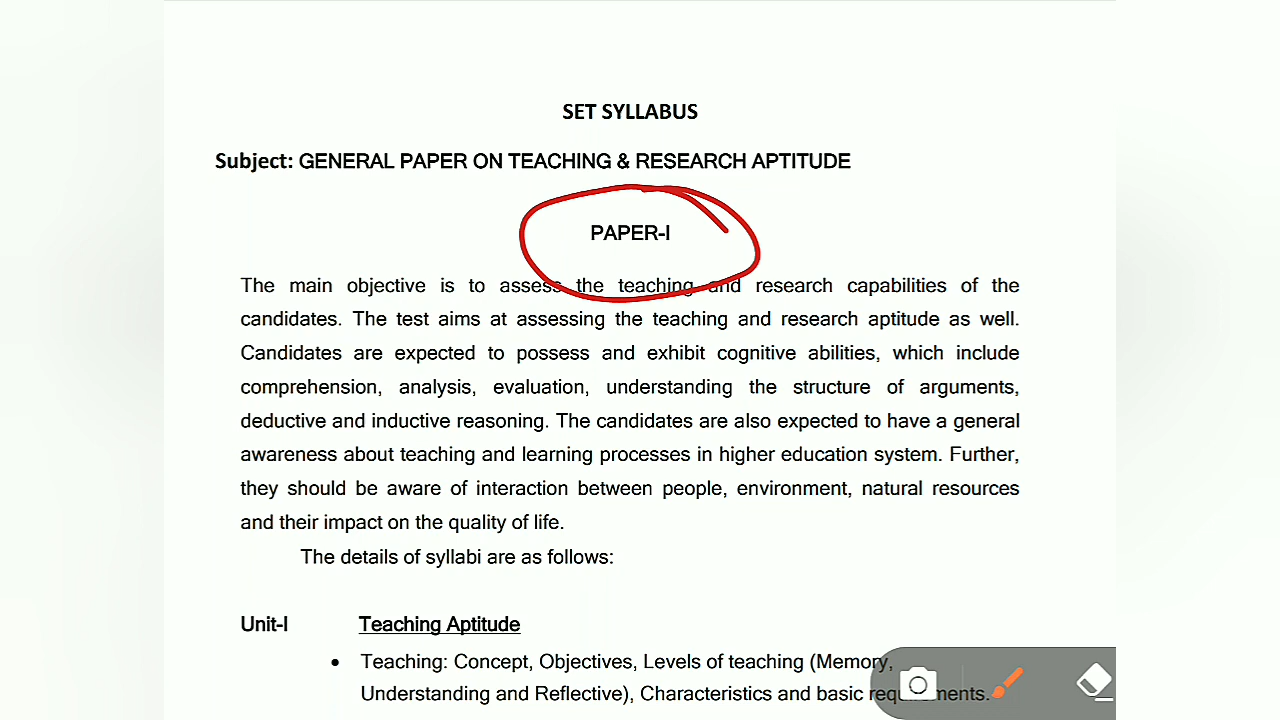 SET SYLLABUS
Subject: GENERAL PAPER ON TEACHING & RESEARCH APTITUDE
PAPER-I
The main objective is to assess the teaching and research capabilities of the
candidates. The test aims at assessing the teaching and research aptitude as well.
Candidates are expected to possess and exhibit cognitive abilities, which include
comprehension, analysis, evaluation, understanding the structure of arguments,
deductive and inductive reasoning. The candidates are also expected to have a general
awareness about teaching and learning processes in higher education system. Further,
they should be aware of interaction between people, environment, natural resources
and their impact on the quality of life.
The details of syllabi are as follows:
Unit-I Teaching Aptitude
• Teaching: Concept, Objectives, Levels of teaching (Memory,
Understanding and Reflective), Characteristics and basic requirements.